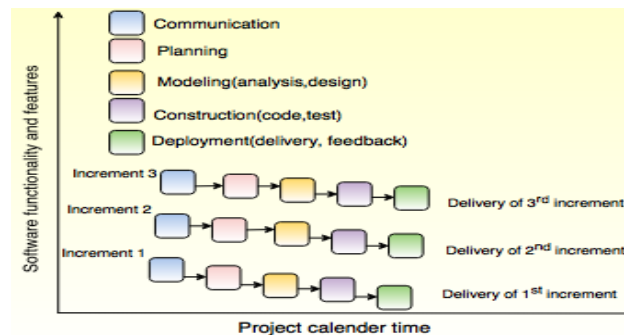 Software functionality and features
Communication
Planning
Modeling(analysis,design)
Construction(code,test)
Deployment(delivery, feedback)
Increment 3
Delivery of 3rd increment
Increment 2
Delivery of 2nd increment
Increment 1
Delivery of 1st increment
Project calender time